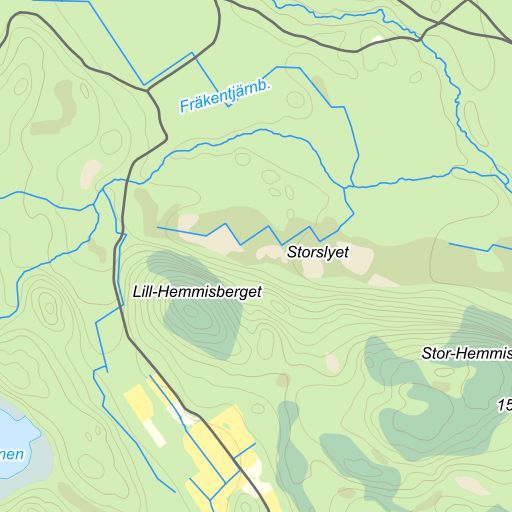 Fräkentjärnb.
Storslyet
Lill-Hemmisberget
Stor-Hemmis
15
nen